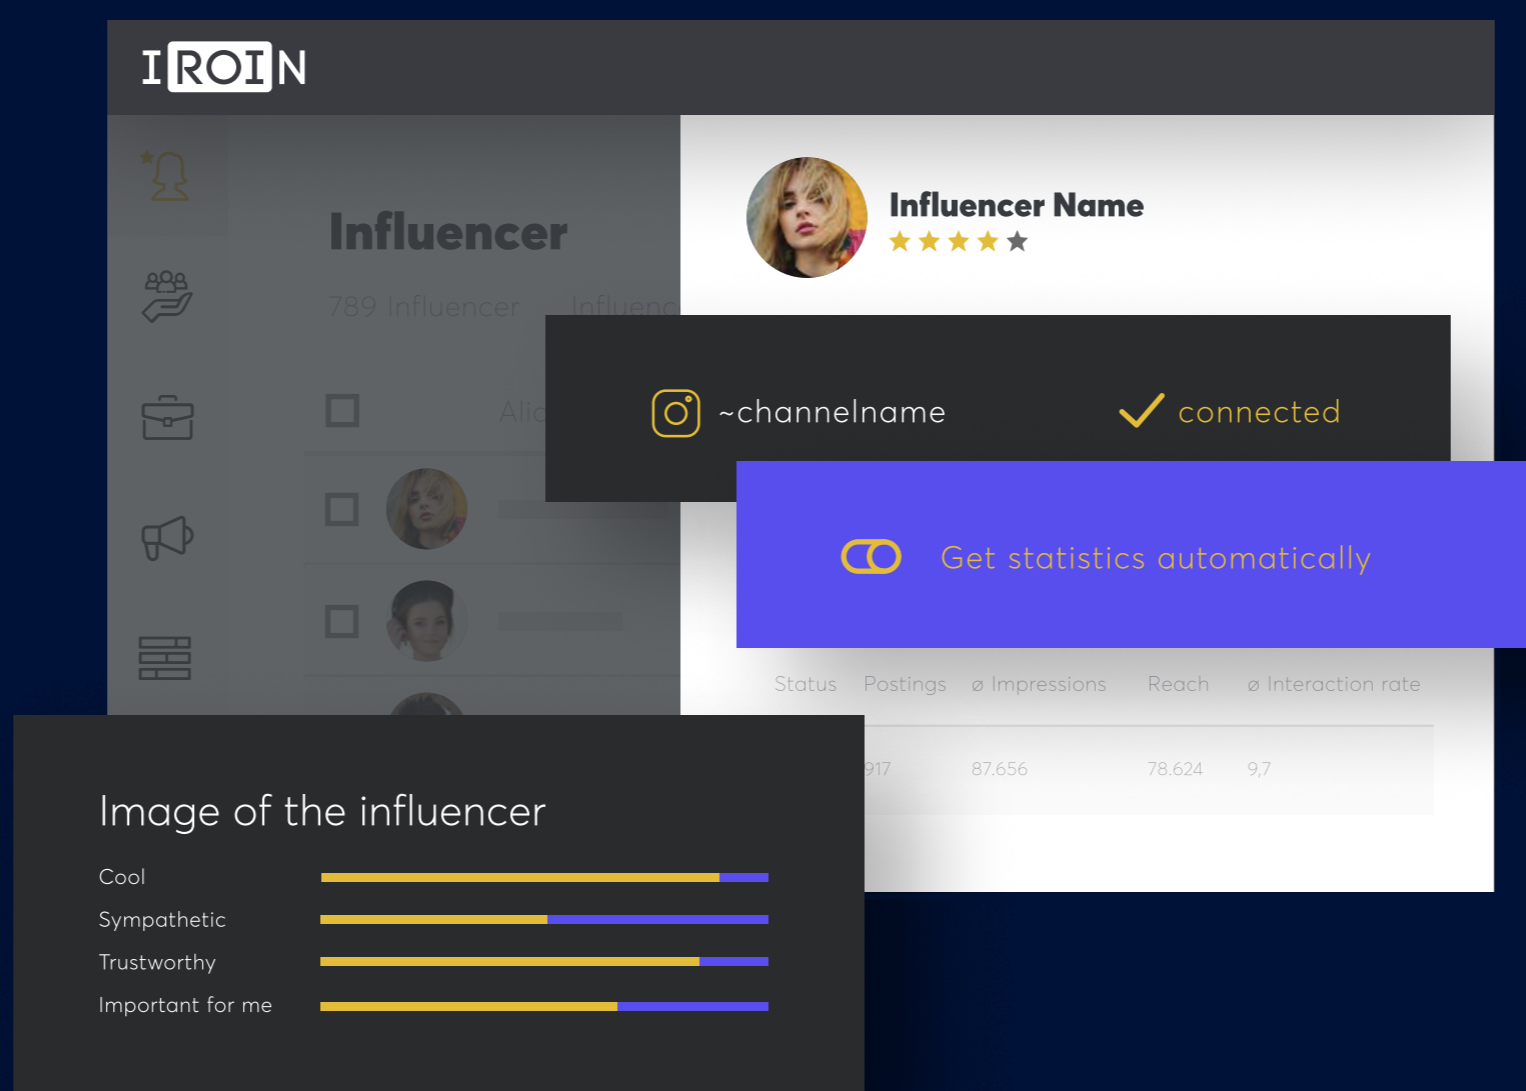 IROIN
Influencer
789 Influencer
Influencer Name
~channelname
connected
Get statistics automatically
Status Postings ø Impressions Reach ø Interaction rate
917 87.656 78.624 9,7
Image of the influencer
Cool
Sympathetic
Trustworthy
Important for me